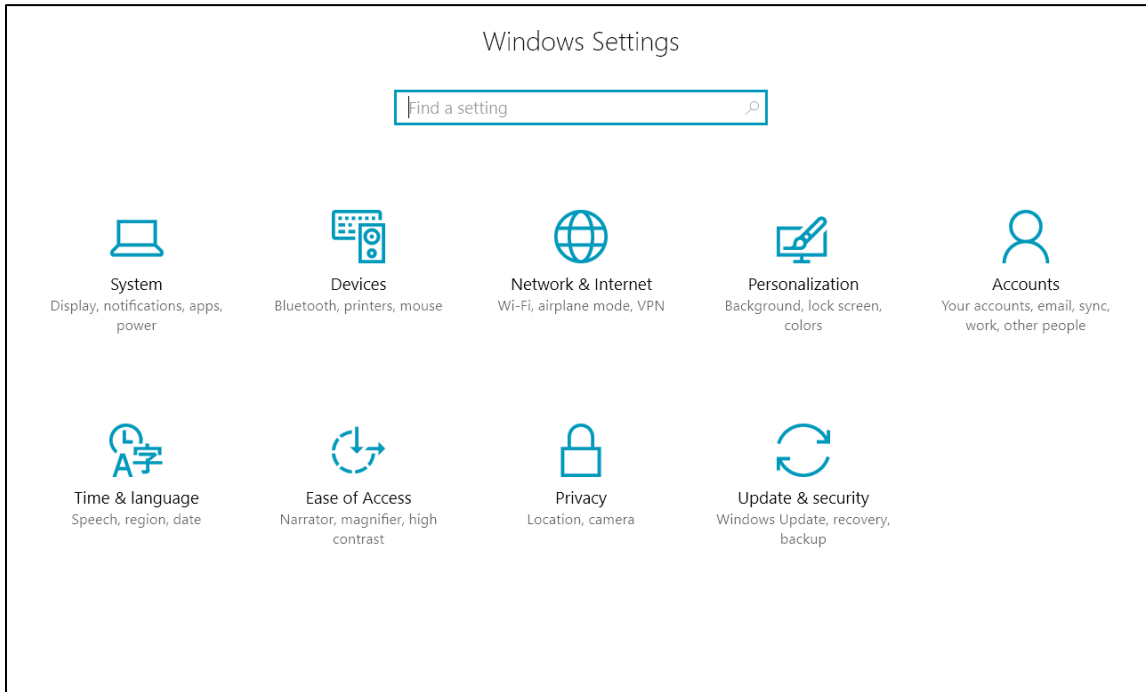 Windows Settings
Find a setting
System
Display, notifications, apps,
power
Devices
Bluetooth, printers, mouse
Network & Internet
Wi-Fi, airplane mode, VPN
Personalization
Background, lock screen,
colors
Accounts
Your accounts, email, sync,
work, other people
A字
Time & language
Speech, region, date
Ease of Access
Narrator, magnifier, high
contrast
Privacy
Location, camera
Update & security
Windows Update, recovery,
backup